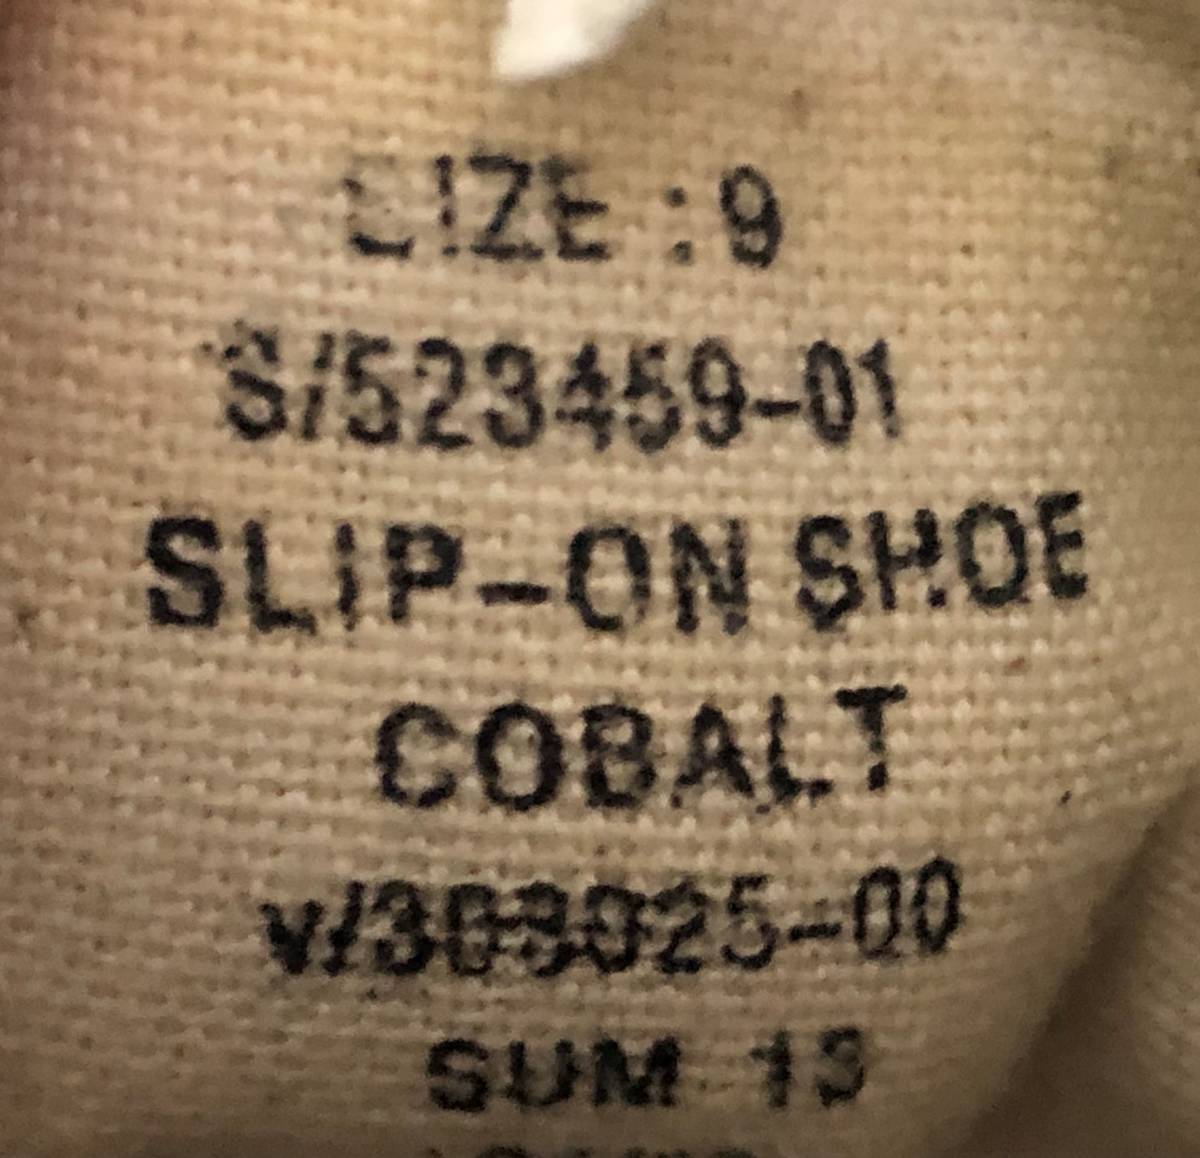 SIZE : 9
S/523459-01
SLIP-ON SHOE
COBALT
SUM 13